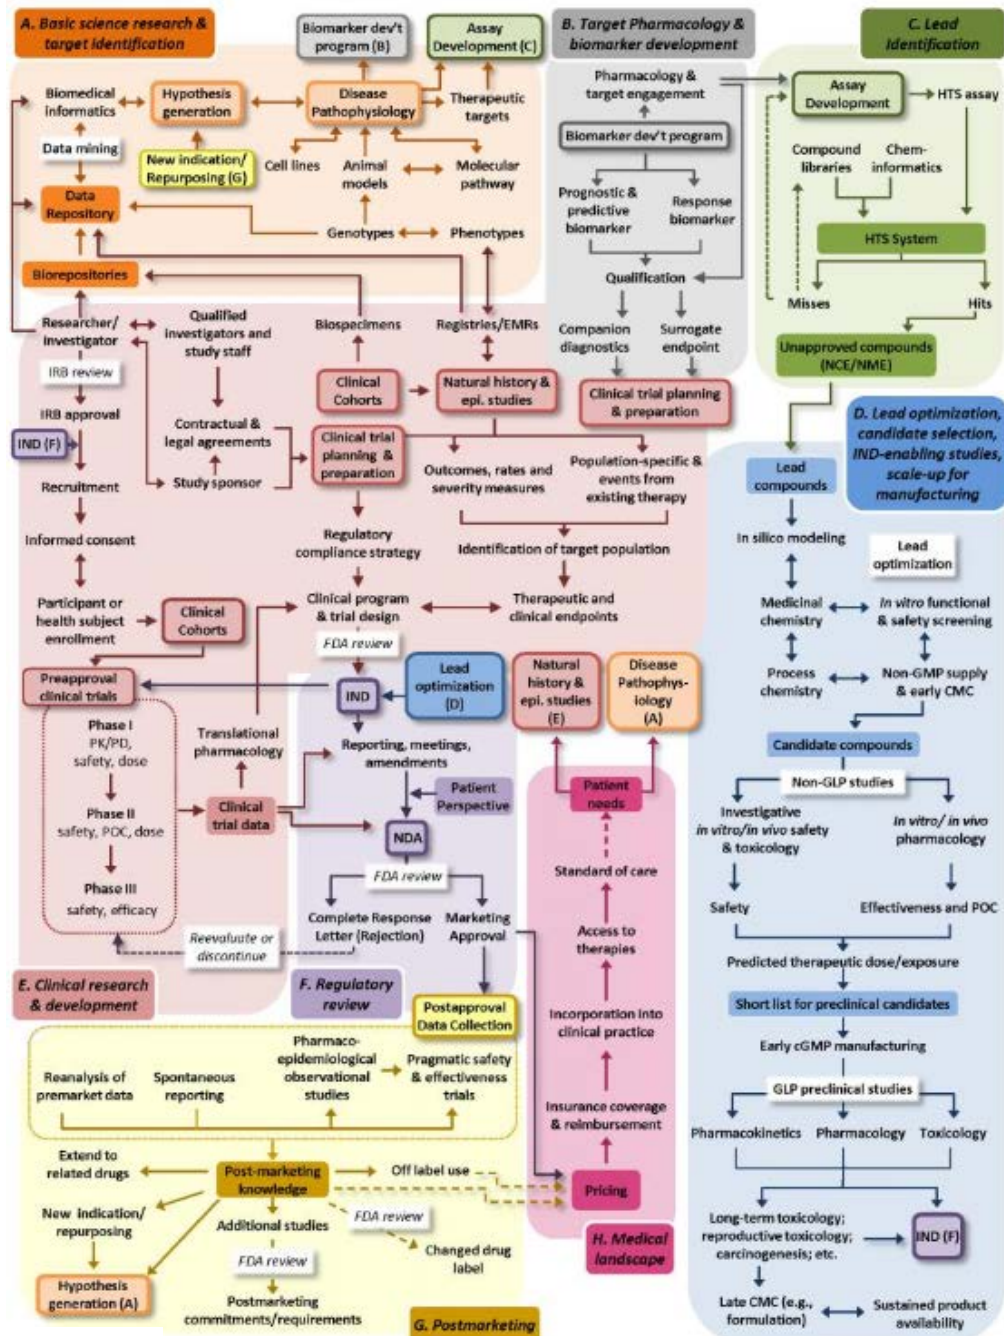 A. Basic science research &
target identification
Biomarker dev't
program (B)
Assay
Development (C)
Biomedical
informatics
Hypothesis
generation
Disease
Pathophysiology
Therapeutic
targets
Data mining
New indication/
Repurposing (G)
Cell lines
Animal
models
Molecular
pathway
Data
Repository
Genotypes
Phenotypes
Biorepositories
B. Target Pharmacology &
biomarker development
Pharmacology &
target engagement
Biomarker dev't program
Prognostic &
predictive
biomarker
Response
biomarker
Qualification
Companion
diagnostics
Surrogate
endpoint
Clinical trial planning
& preparation
C. Lead
Identification
Assay
Development
HTS assay
Compound
libraries
Chem-
informatics
HTS System
Misses
Hits
Unapproved compounds
(NCE/NME)
D. Lead optimization,
candidate selection,
IND-enabling studies,
scale-up for
manufacturing
Lead
compounds
In silico modeling
Lead
optimization
Medicinal
chemistry
In vitro functional
& safety screening
Process
chemistry
Non-GMP supply
& early CMC
Candidate compounds
Non-GLP studies
Investigative
in vitro/in vivo safety
& toxicology
In vitro/ in vivo
pharmacology
Safety
Effectiveness and POC
Predicted therapeutic dose/exposure
Short list for preclinical candidates
Early cGMP manufacturing
GLP preclinical studies
Pharmacokinetics
Pharmacology
Toxicology
Long-term toxicology;
reproductive toxicology;
carcinogenesis; etc.
IND (F)
Late CMC (e.g.,
formulation)
Sustained product
availability
Researcher/
investigator
Qualified
investigators and
study staff
Biospecimens
Registries/EMRs
IRB review
Clinical
Cohorts
Natural history &
epi. studies
IRB approval
IND (F)
Contractual &
legal agreements
Clinical trial
planning &
preparation
Outcomes, rates and
severity measures
Population-specific &
events from
existing therapy
Recruitment
Study sponsor
Informed consent
Regulatory
compliance strategy
Identification of target population
Participant or
health subject
enrollment
Clinical
Cohorts
Clinical program
& trial design
Therapeutic and
clinical endpoints
Preapproval
clinical trials
Phase I
PK/PD,
safety, dose
Phase II
safety, POC, dose
Phase III
safety, efficacy
Translational
pharmacology
Clinical
trial data
Reevaluate or
discontinue
E. Clinical research
& development
FDA review
IND
Lead
optimization
(D)
Natural
history &
epi. studies
(E)
Disease
Pathophys-
iology
(A)
Reporting, meetings,
amendments
Patient
Perspective
NDA
FDA review
Complete Response
Letter (Rejection)
Marketing
Approval
F. Regulatory
review
Patient needs
Standard of care
Access to
therapies
Incorporation into
clinical practice
Insurance coverage
& reimbursement
Pricing
H. Medical
landscape
Postapproval
Data Collection
Reanalysis of
premarket data
Spontaneous
reporting
Pharmaco-
epidemiological
observational
studies
Pragmatic safety
& effectiveness
trials
Extend to
related drugs
Post-marketing
knowledge
Off label use
New indication/
repurposing
Additional studies
FDA review
Changed drug
label
FDA review
Hypothesis
generation (A)
Postmarketing
commitments/requirements
G. Postmarketing